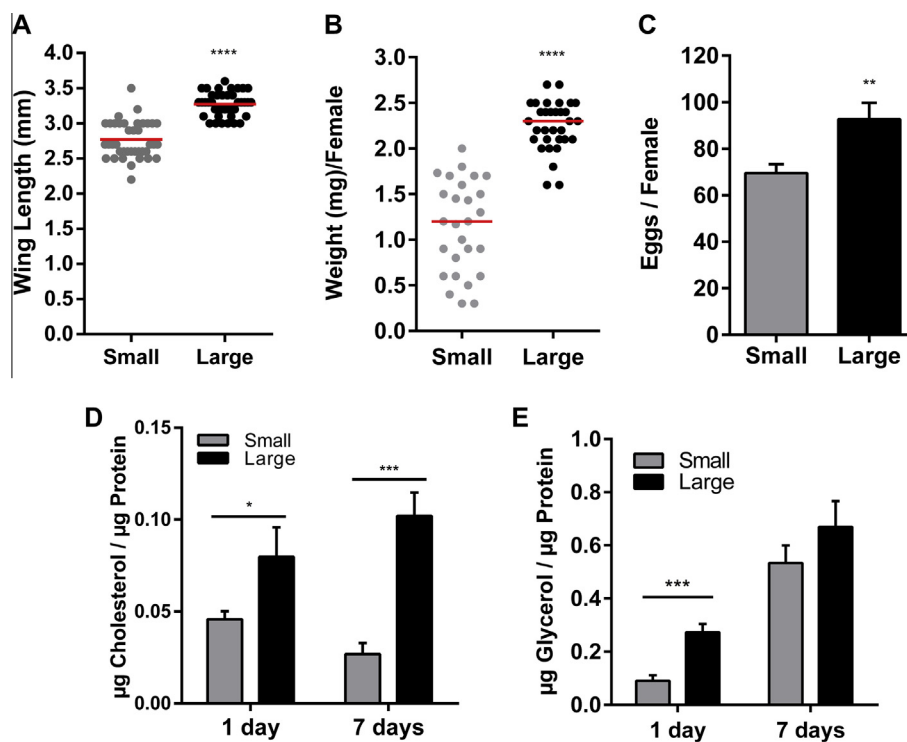 A
Wing Length (mm)
4.0
3.5
3.0
2.5
2.0
1.5
1.0
0.5
0.0
****
Small Large
B
Weight (mg)/Female
3.0
2.5
2.0
1.5
1.0
0.5
0.0
****
Small Large
C
Eggs / Female
120
100
80
60
40
20
0
**
Small Large
D
µg Cholesterol / µg Protein
0.15
0.10
0.05
0.00
Small
Large
*
***
1 day 7 days
E
µg Glycerol / µg Protein
1.0
0.8
0.6
0.4
0.2
0.0
Small
Large
***
1 day 7 days